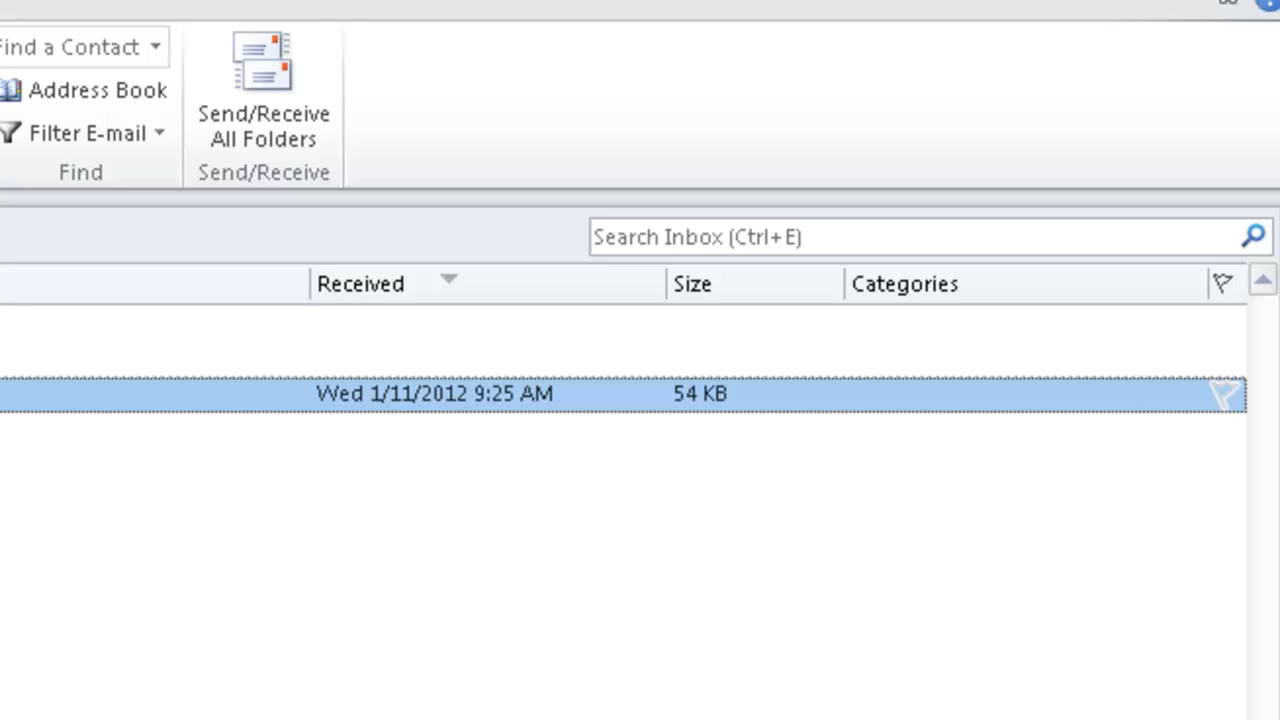 Find a Contact
Address Book
Filter E-mail
Find
Send/Receive
All Folders
Send/Receive
Search Inbox (Ctrl+E)
Received Size Categories
Wed 1/11/2012 9:25 AM 54 KB